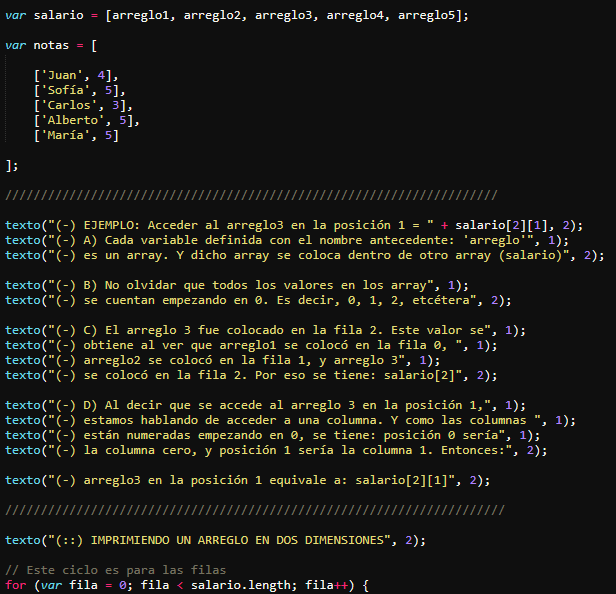 var salario = [arreglo1, arreglo2, arreglo3, arreglo4, arreglo5];
var notas = [
['Juan', 4],
['Sofía', 5],
['Carlos', 3],
['Alberto', 5],
['María', 5]
];
//////////////////////////////////////////////////////////////////////
texto("(-) EJEMPLO: Acceder al arreglo3 en la posición 1 = " + salario[2][1], 2);
texto("(-) A) Cada variable definida con el nombre antecedente: 'arreglo'", 1);
texto("(-) es un array. Y dicho array se coloca dentro de otro array (salario)", 2);
texto("(-) B) No olvidar que todos los valores en los array", 1);
texto("(-) se cuentan empezando en 0. Es decir, 0, 1, 2, etcétera", 2);
texto("(-) C) El arreglo 3 fue colocado en la fila 2. Este valor se", 1);
texto("(-) obtiene al ver que arreglo1 se colocó en la fila 0, ", 1);
texto("(-) arreglo2 se colocó en la fila 1, y arreglo 3", 1);
texto("(-) se colocó en la fila 2. Por eso se tiene: salario[2]", 2);
texto("(-) D) Al decir que se accede al arreglo 3 en la posición 1,", 1);
texto("(-) estamos hablando de acceder a una columna. Y como las columnas ", 1);
texto("(-) están numeradas empezando en 0, se tiene: posición 0 sería", 1);
texto("(-) la columna cero, y posición 1 sería la columna 1. Entonces:", 2);
texto("(-) arreglo3 en la posición 1 equivale a: salario[2][1]", 2);
///////////////////////////////////////////////////////////////////////
texto("(::) IMPRIMIENDO UN ARREGLO EN DOS DIMENSIONES", 2);
// Este ciclo es para las filas
for (var fila = 0; fila < salario.length; fila++) {